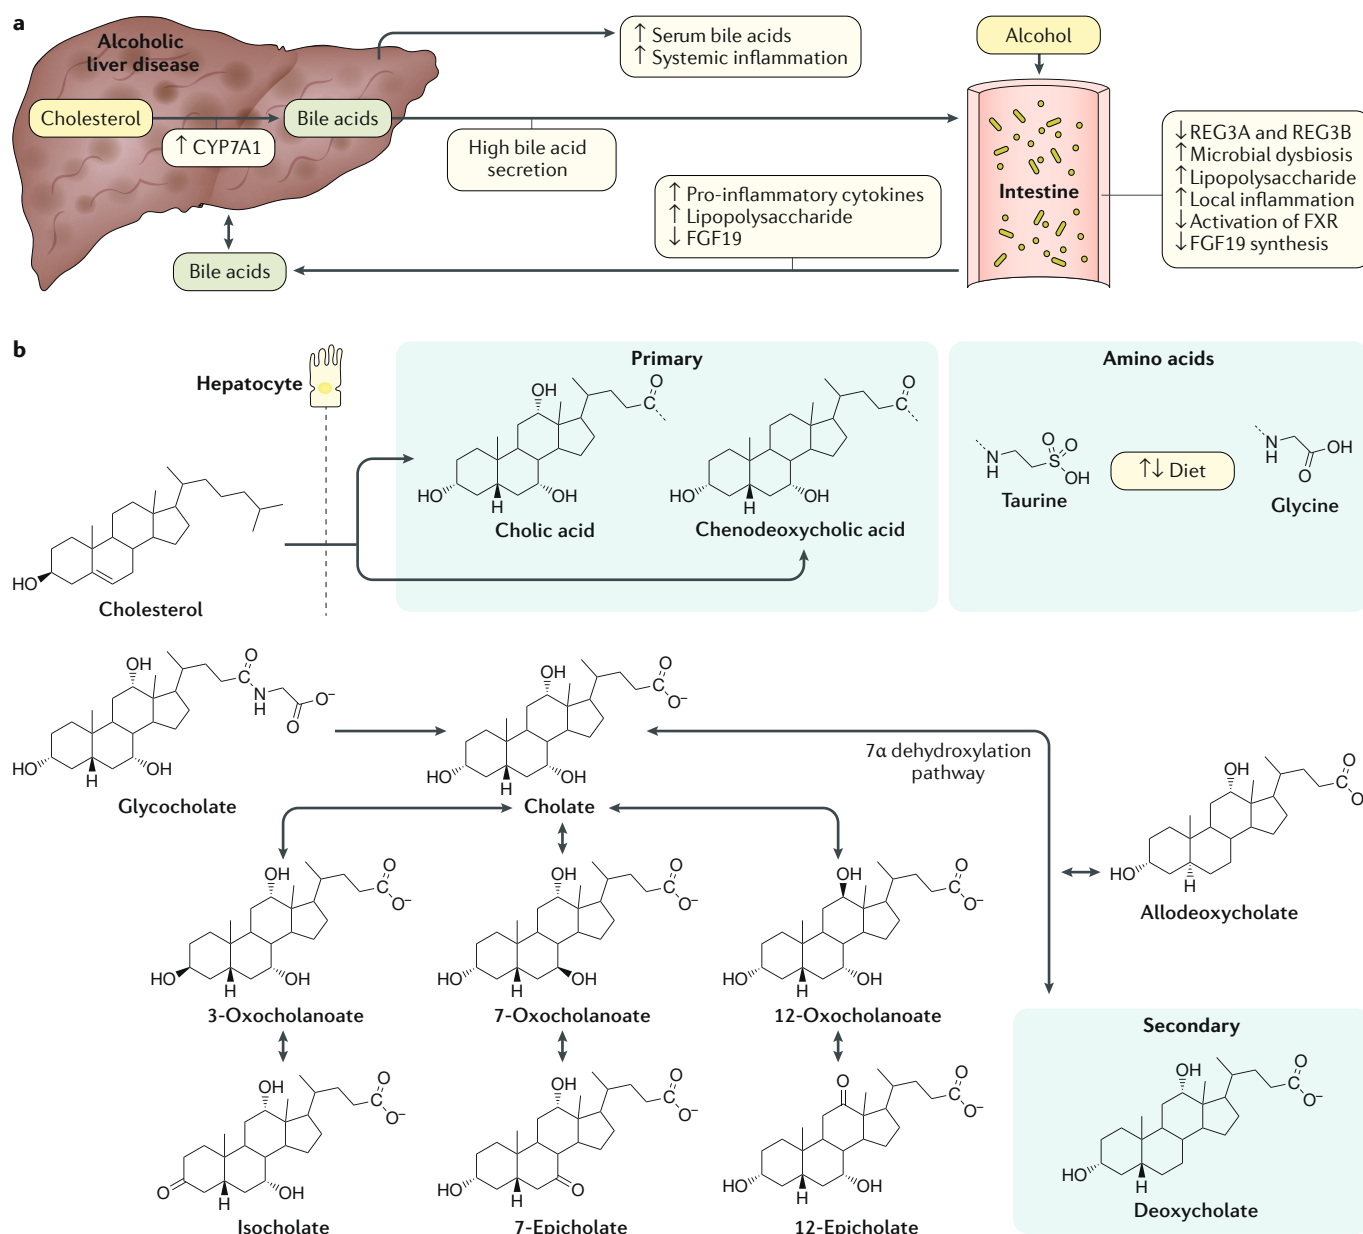 a
Alcoholic
liver disease
Cholesterol
↑ CYP7A1
Bile acids
↑ Serum bile acids
↑ Systemic inflammation
High bile acid
secretion
Alcohol
Intestine
↓ REG3A and REG3B
↑ Microbial dysbiosis
↑ Lipopolysaccharide
↑ Local inflammation
↓ Activation of FXR
↓ FGF19 synthesis
↑ Pro-inflammatory cytokines
↑ Lipopolysaccharide
↓ FGF19
Bile acids
b
Hepatocyte
HO
Cholesterol
Primary
OH
O
C
HO
H
OH
Cholic acid
O
C
HO
H
OH
Chenodeoxycholic acid
Amino acids
N
H
O
O
S
OH
Taurine
↑↓ Diet
N
H
OH
O
Glycine
OH
O
C
N
H
O⁻
O
HO
H
OH
Glycocholate
OH
O
C
O⁻
HO
H
OH
Cholate
7α dehydroxylation
pathway
OH
O
C
O
HO
H
Allodeoxycholate
OH
O
C
O⁻
HO
H
OH
3-Oxocholanoate
OH
O
C
O⁻
HO
H
OH
7-Oxocholanoate
OH
O
C
O⁻
HO
H
OH
12-Oxocholanoate
OH
O
C
O⁻
O
H
OH
Isocholate
OH
O
C
O⁻
HO
H
O
7-Epicholate
O
O
C
O⁻
HO
H
OH
12-Epicholate
Secondary
OH
O
C
O⁻
HO
H
Deoxycholate